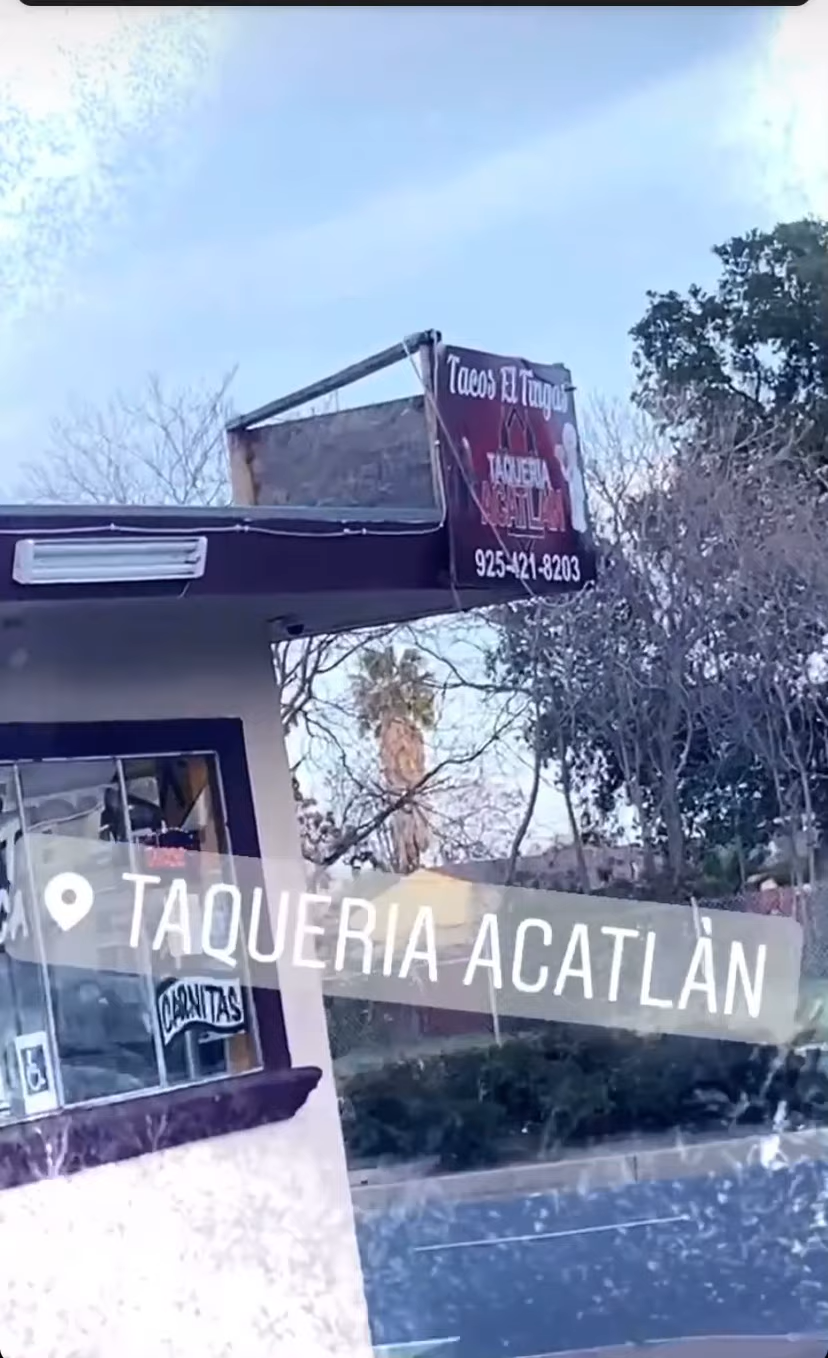 Tacos El Tingas
TAQUERIA
ACATLAN
925-421-8203
TAQUERIA ACATLÀN
CARNITAS